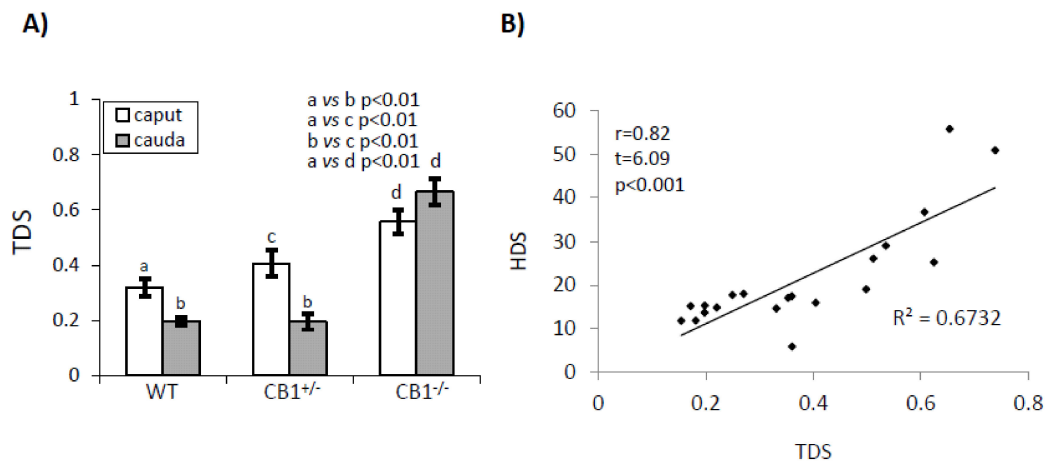 A)
B)
a vs b p<0.01
a vs c p<0.01
b vs c p<0.01
a vs d p<0.01
caput
cauda
TDS
1
0.8
0.6
0.4
0.2
0
a
b
c
b
d
d
WT
CB1+/-
CB1-/-
r=0.82
t=6.09
p<0.001
HDS
60
50
40
30
20
10
0
R² = 0.6732
0
0.2
0.4
0.6
0.8
TDS